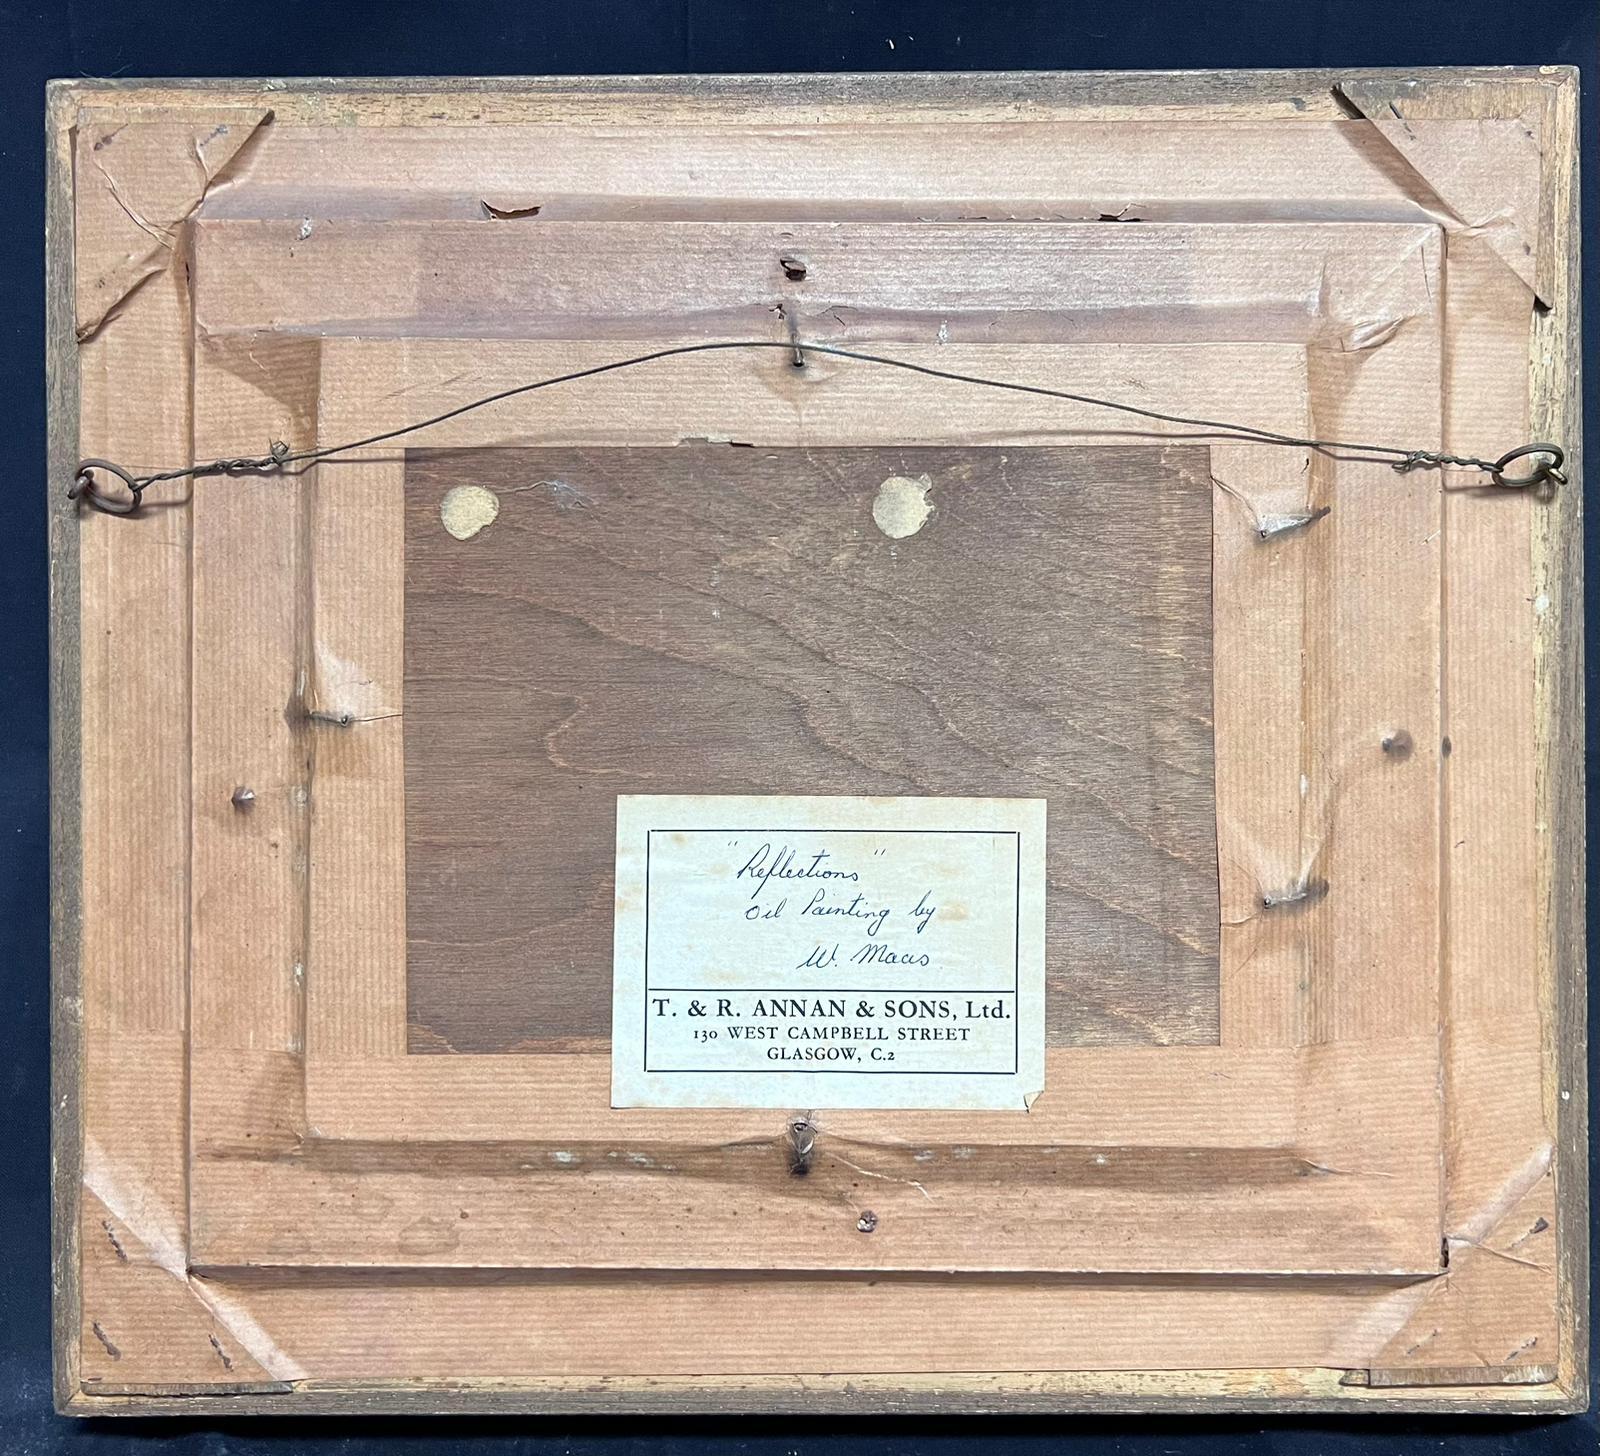 "Reflections"
Oil Painting by
W. Maas
T. & R. ANNAN & SONS, Ltd.
130 WEST CAMPBELL STREET
GLASGOW, C.2